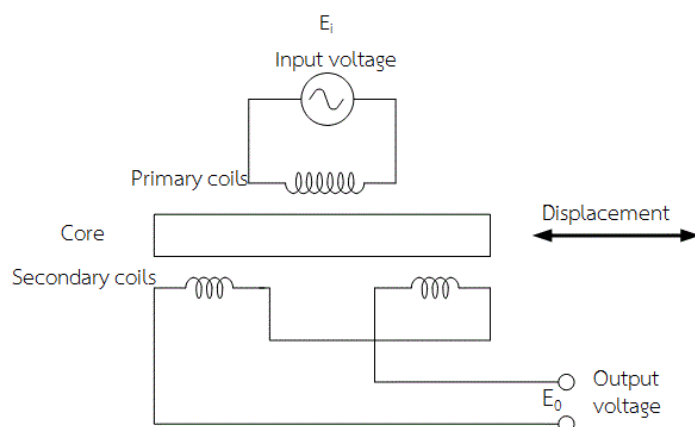 Eᵢ
Input voltage
Primary coils
Displacement
Core
Secondary coils
Output
E₀
voltage